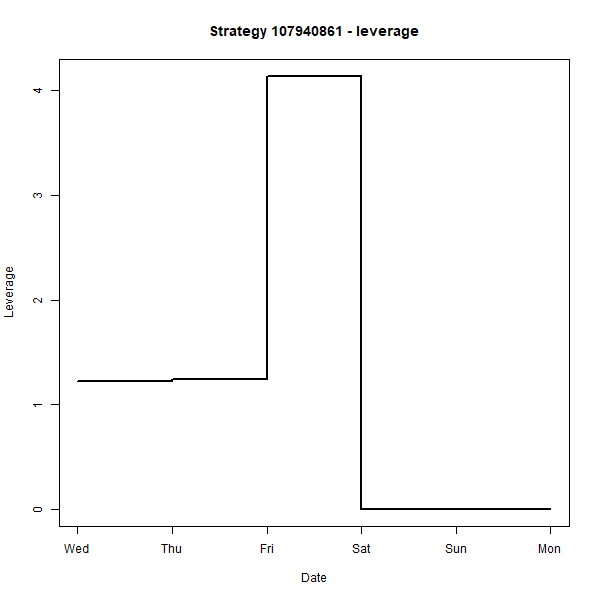 Strategy 107940861 - leverage
Leverage
4
3
2
1
0
Wed Thu Fri Sat Sun Mon
Date